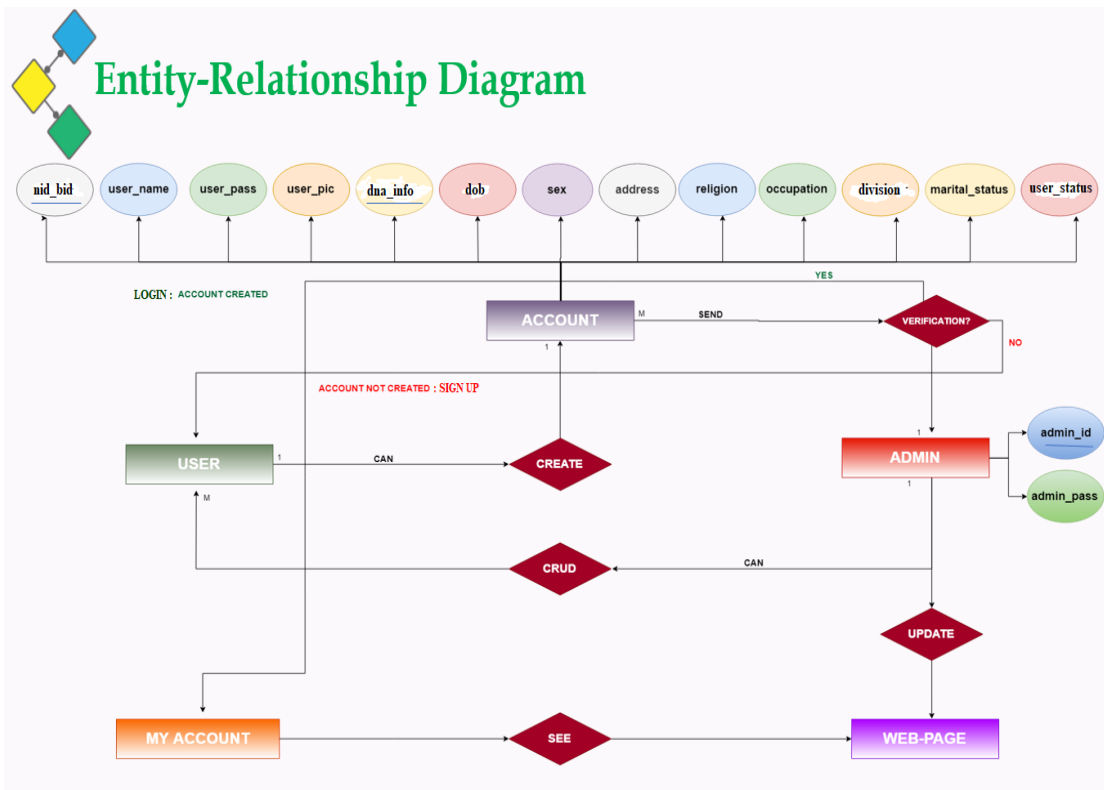 Entity-Relationship Diagram
nid_bid
user_name
user_pass
user_pic
dna_info
dob
sex
address
religion
occupation
division
marital_status
user_status
YES
LOGIN : ACCOUNT CREATED
ACCOUNT
M
SEND
VERIFICATION?
NO
1
ACCOUNT NOT CREATED : SIGN UP
USER
1
CAN
CREATE
1
ADMIN
1
admin_id
admin_pass
M
CRUD
CAN
UPDATE
MY ACCOUNT
SEE
WEB-PAGE